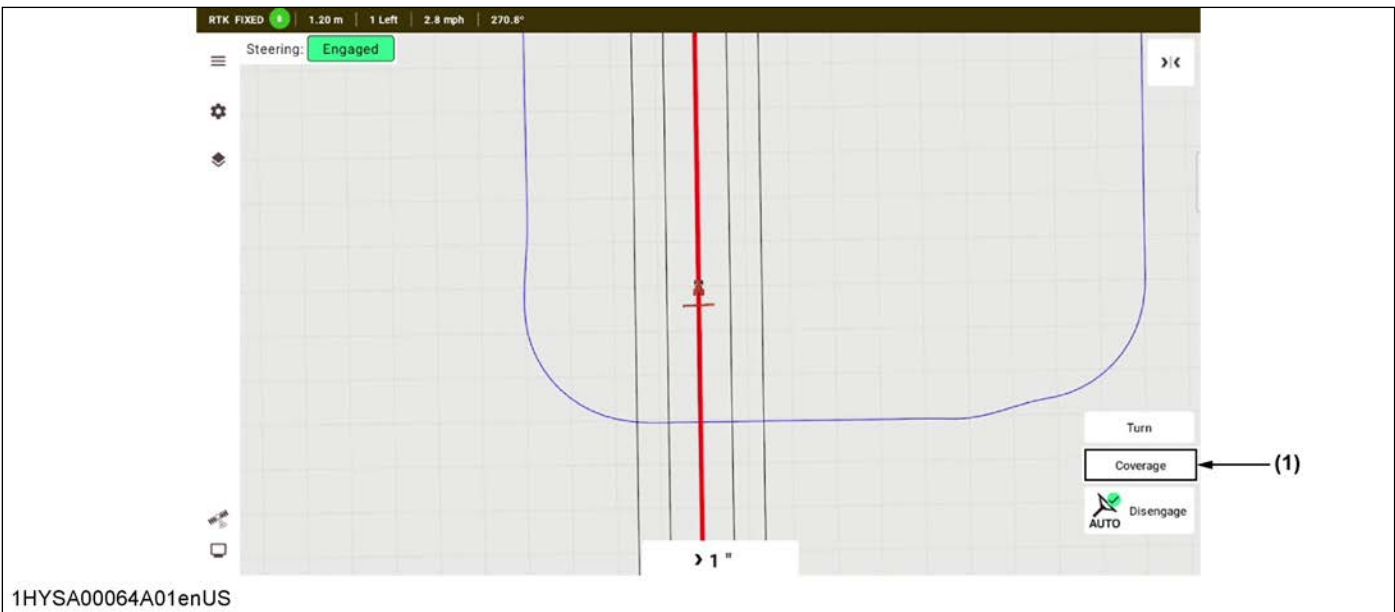 RTK FIXED 1.20 m 1 Left 2.8 mph 270.8°
Steering: Engaged
Turn
Coverage
(1)
AUTO Disengage
› 1 "
1HYSA00064A01enUS